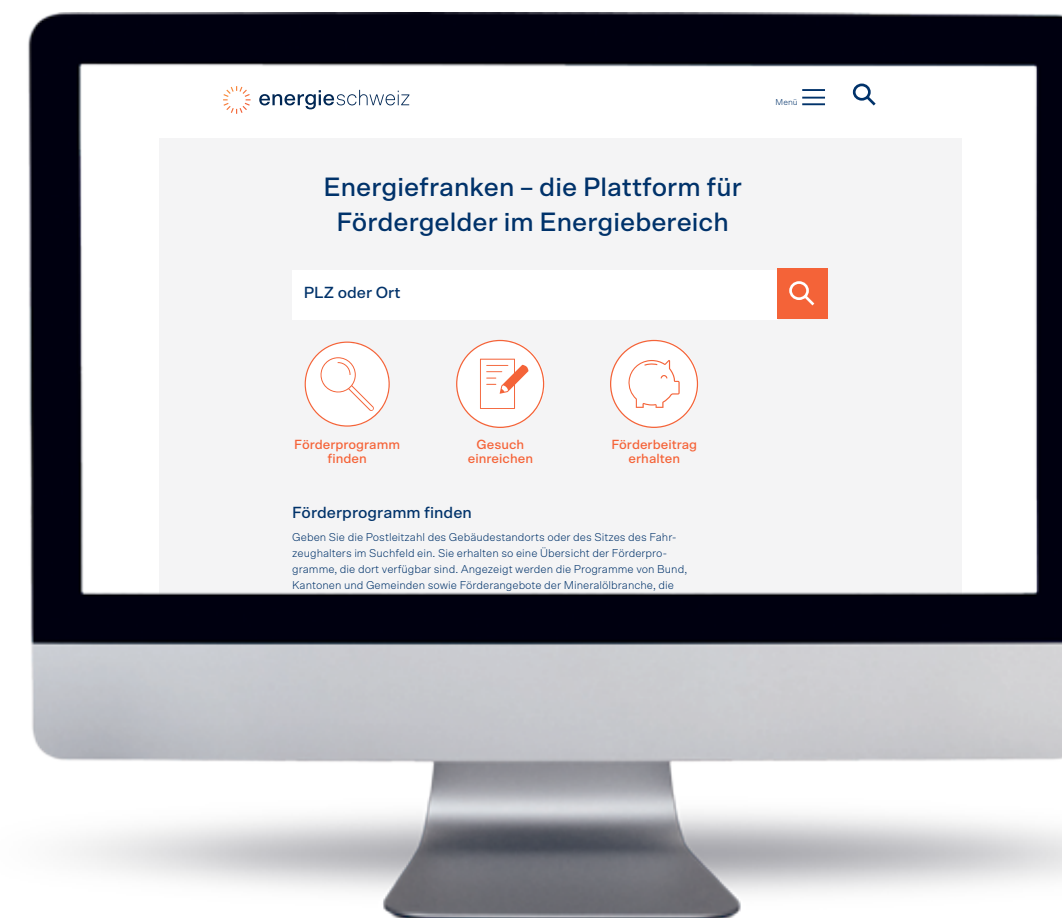 energieschweiz
Menü
Energiefranken – die Plattform für
Fördergelder im Energiebereich
PLZ oder Ort
Förderprogramm
finden
Gesuch
einreichen
Förderbeitrag
erhalten
Förderprogramm finden
Geben Sie die Postleitzahl des Gebäudestandorts oder des Sitzes des Fahr-
zeughalters im Suchfeld ein. Sie erhalten so eine Übersicht der Förderpro-
gramme, die dort verfügbar sind. Angezeigt werden die Programme von Bund,
Kantonen und Gemeinden sowie Förderangebote der Mineralölbranche, die